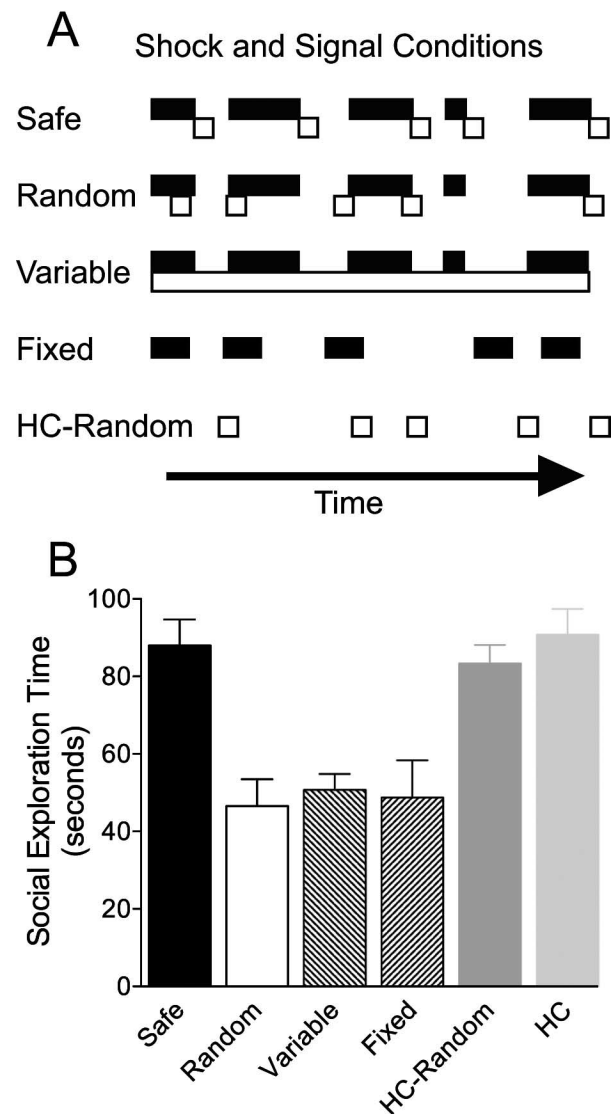 A
Shock and Signal Conditions
Safe
Random
Variable
Fixed
HC-Random
Time
B
Social Exploration Time
(seconds)
100
80
60
40
20
0
Safe
Random
Variable
Fixed
HC-Random
HC